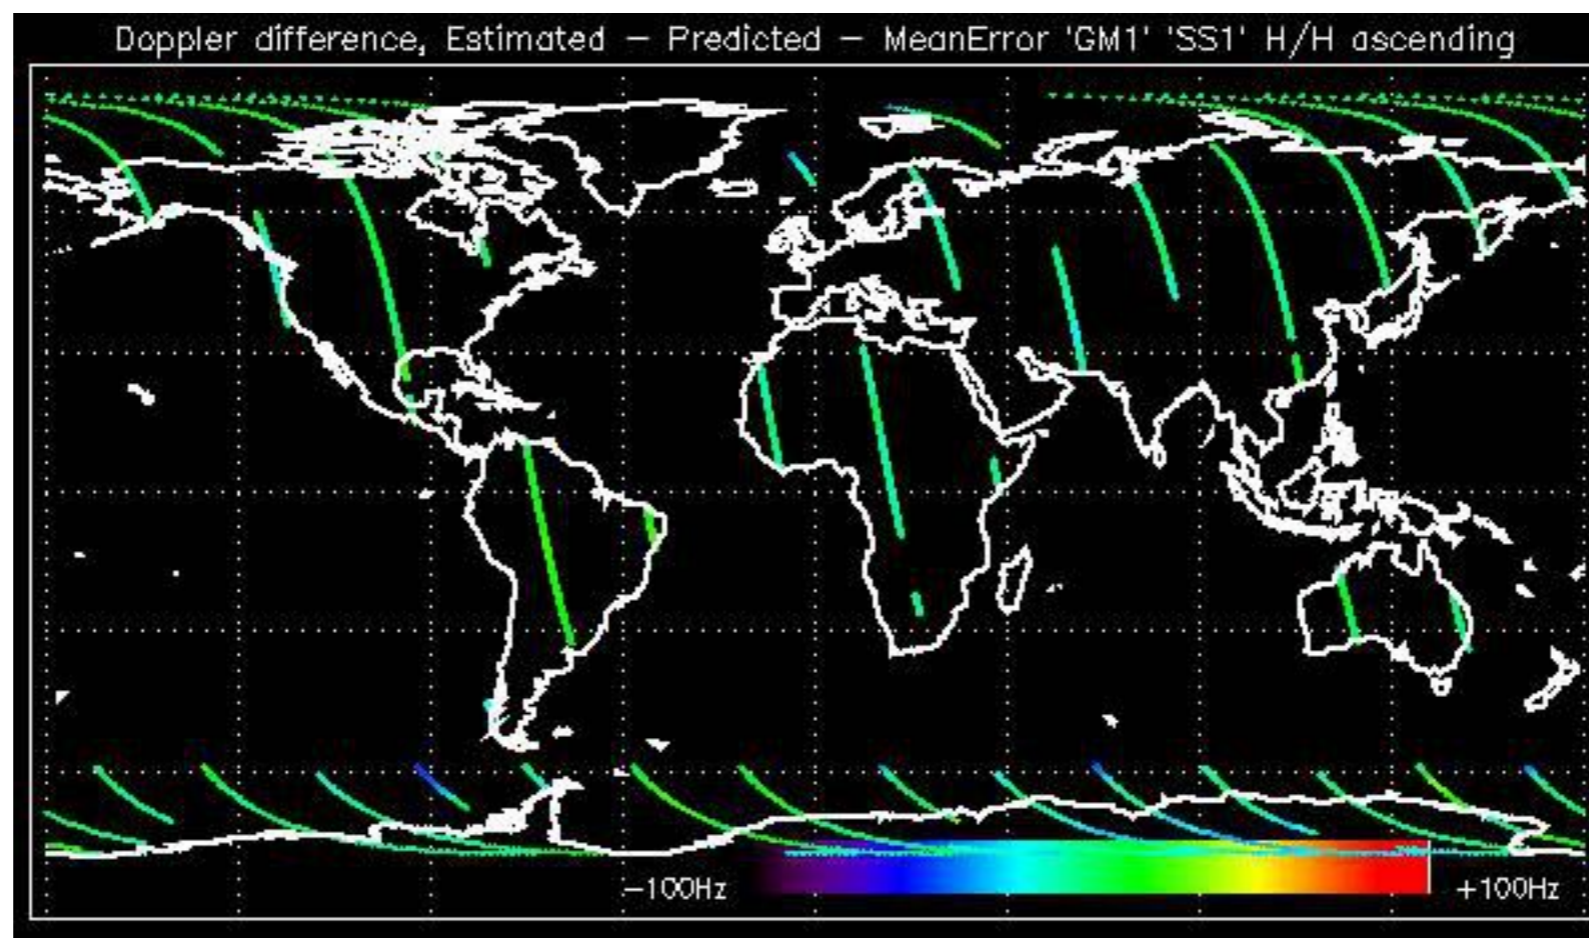 Doppler difference, Estimated – Predicted – MeanError 'GM1' 'SS1' H/H ascending
–100Hz
+100Hz